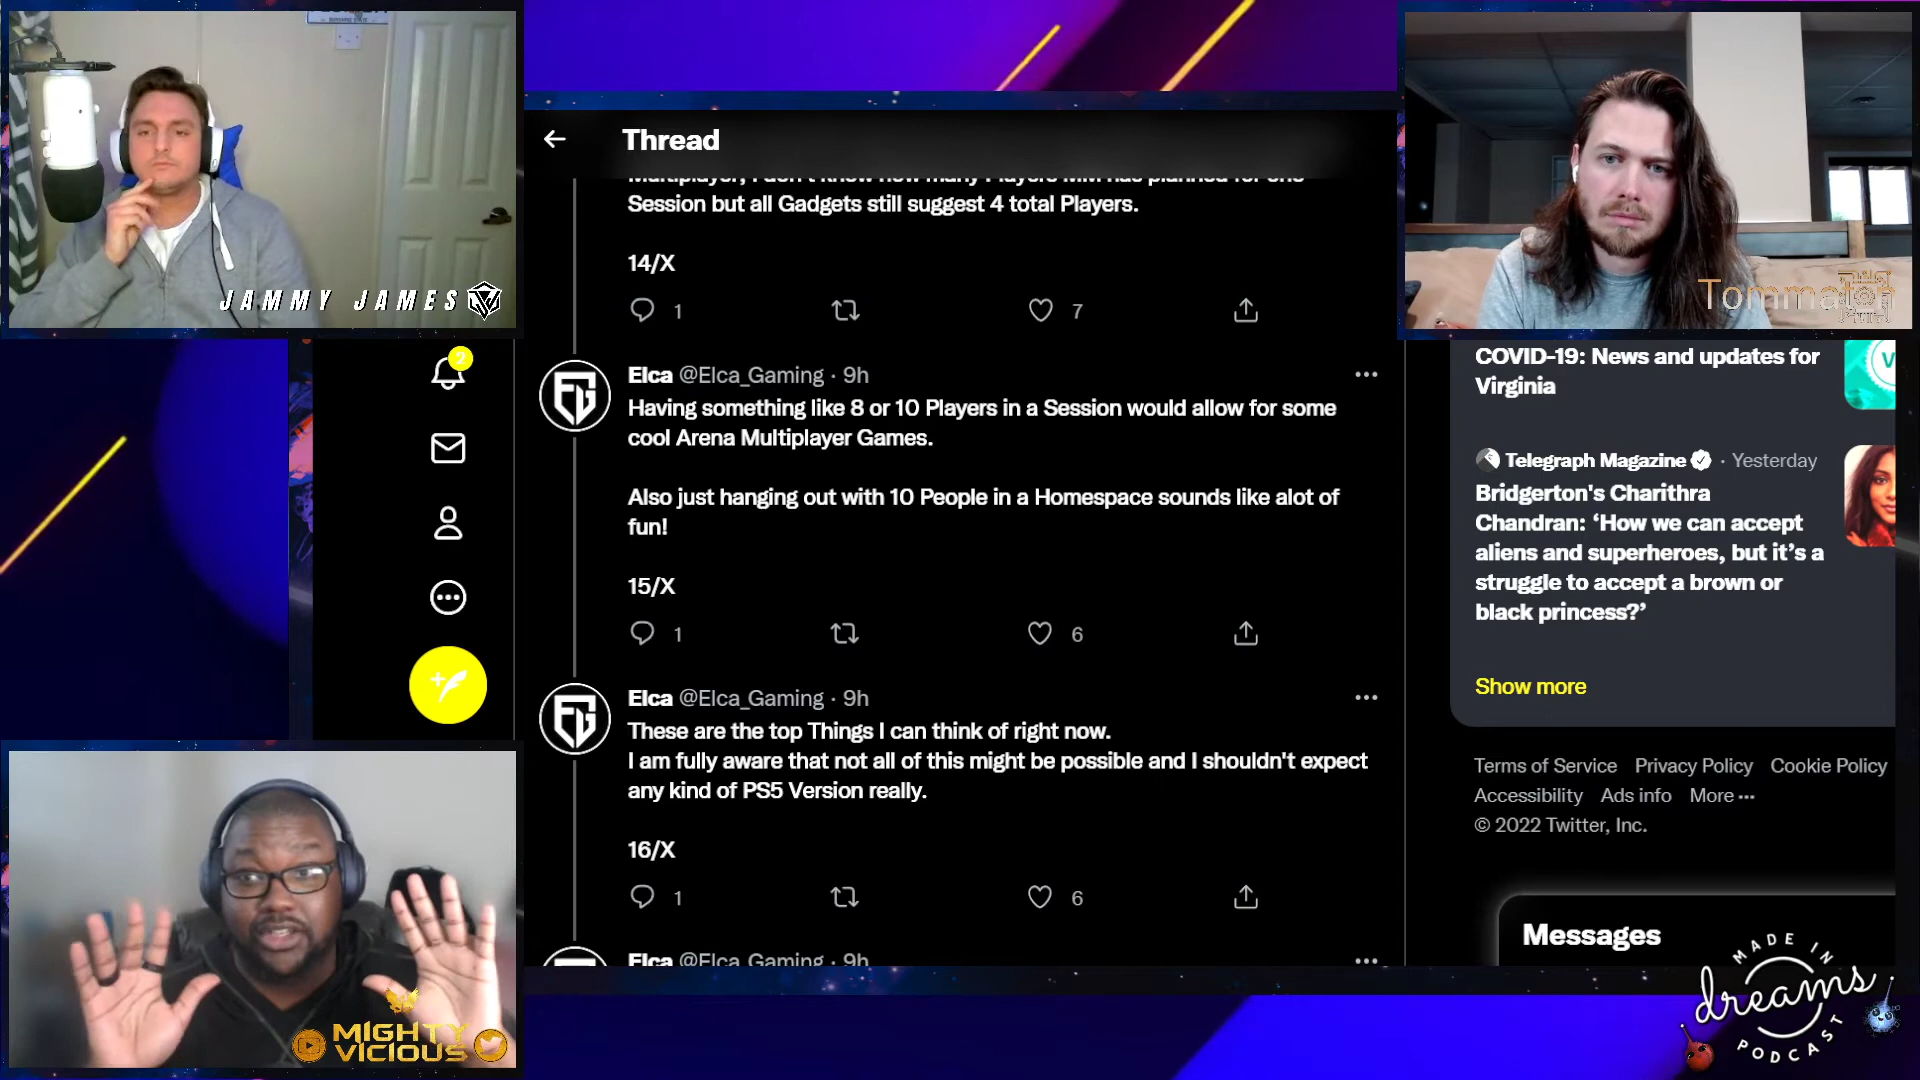 JAMMY JAMES
Thread
Session but all Gadgets still suggest 4 total Players.
14/X
1
7
2
Elca @Elca_Gaming · 9h
Having something like 8 or 10 Players in a Session would allow for some
cool Arena Multiplayer Games.
Also just hanging out with 10 People in a Homespace sounds like alot of
fun!
15/X
1
6
Elca @Elca_Gaming · 9h
These are the top Things I can think of right now.
I am fully aware that not all of this might be possible and I shouldn't expect
any kind of PS5 Version really.
16/X
1
6
Elca @Elca_Gaming · 9h
COVID-19: News and updates for
Virginia
Telegraph Magazine · Yesterday
Bridgerton's Charithra
Chandran: ‘How we can accept
aliens and superheroes, but it’s a
struggle to accept a brown or
black princess?’
Show more
Terms of Service Privacy Policy Cookie Policy
Accessibility Ads info More ···
© 2022 Twitter, Inc.
Messages
MIGHTY
VICIOUS
MADE IN
dreams
PODCAST